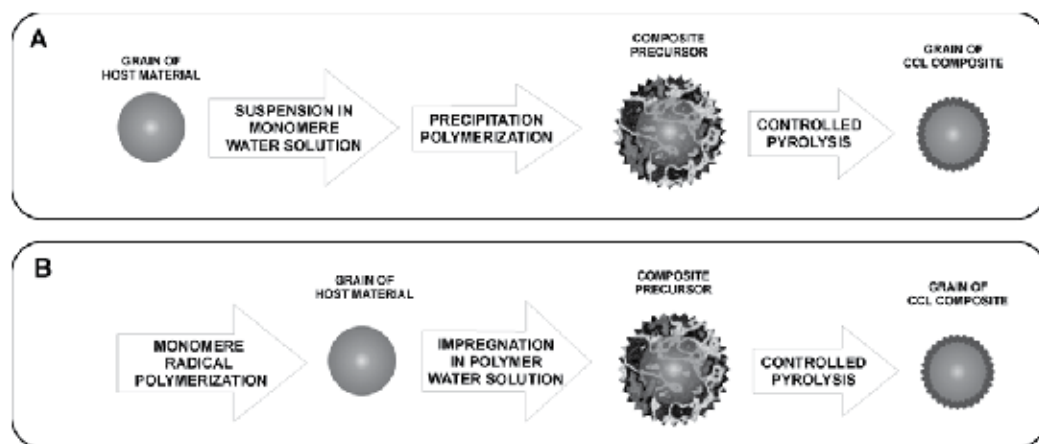 A
GRAIN OF
HOST MATERIAL
SUSPENSION IN
MONOMERE
WATER SOLUTION
PRECIPITATION
POLYMERIZATION
COMPOSITE
PRECURSOR
CONTROLLED
PYROLYSIS
GRAIN OF
CCL COMPOSITE
B
MONOMERE
RADICAL
POLYMERIZATION
GRAIN OF
HOST MATERIAL
IMPREGNATION
IN POLYMER
WATER SOLUTION
COMPOSITE
PRECURSOR
CONTROLLED
PYROLYSIS
GRAIN OF
CCL COMPOSITE